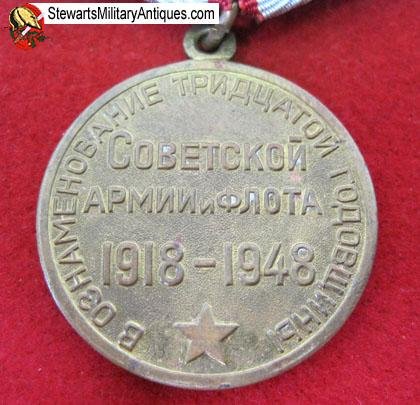 StewartsMilitaryAntiques.com
В ОЗНАМЕНОВАНИЕ ТРИДЦАТОЙ ГОДОВЩИНЫ
СОВЕТСКОЙ
АРМИИ и ФЛОТА
1918-1948